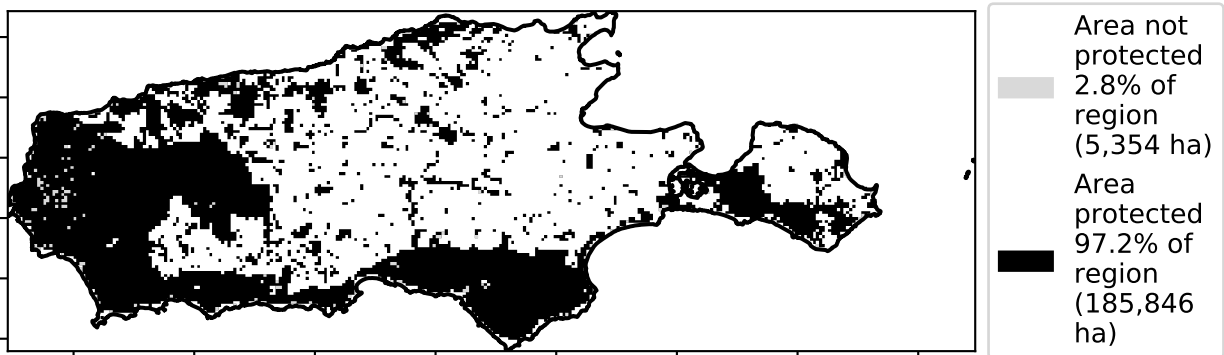 Area not
protected
2.8% of
region
(5,354 ha)
Area
protected
97.2% of
region
(185,846
ha)